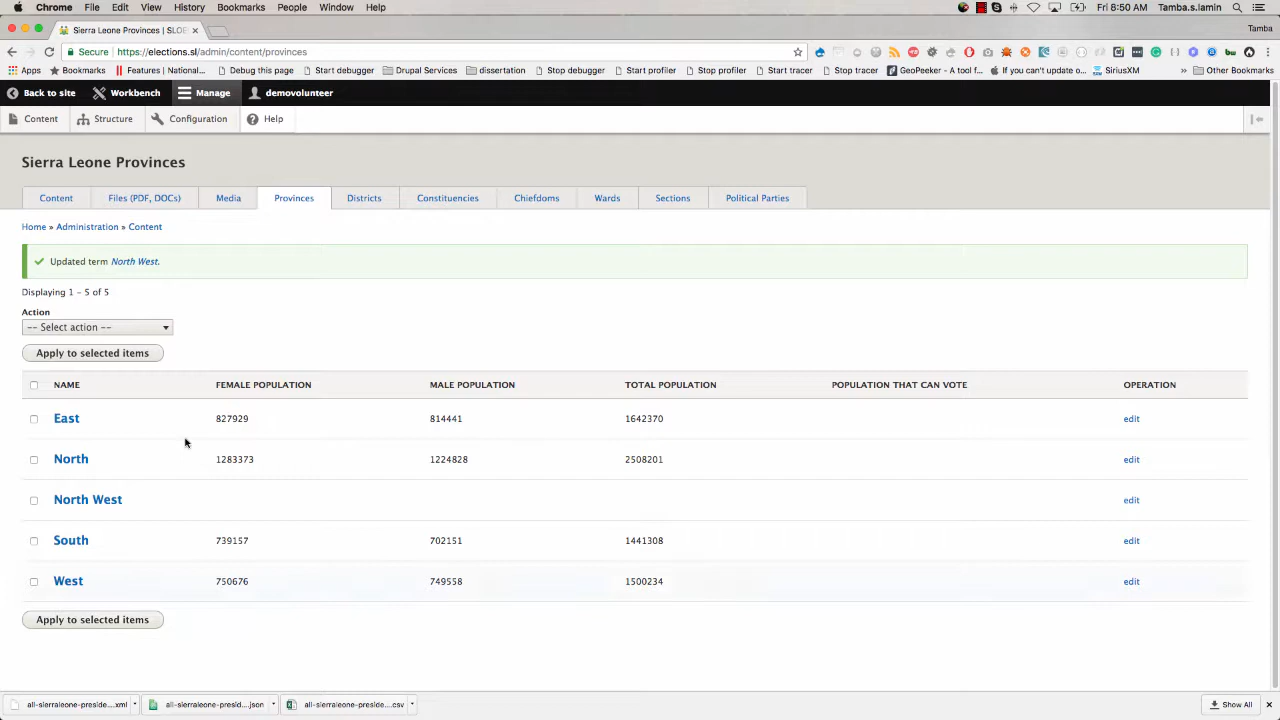 Chrome File Edit View History Bookmarks People Window Help Fri 8:50 AM Tamba.s.lamin
Sierra Leone Provinces | SLOE Tamba
Secure https://elections.sl/admin/content/provinces
Apps Bookmarks Features | National... Debug this page Start debugger Drupal Services dissertation Stop debugger Start profiler Stop profiler Start tracer Stop tracer GeoPeeker - A tool f... If you can't update o... SiriusXM » Other Bookmarks
Back to site Workbench Manage demovolunteer
Content Structure Configuration Help
Sierra Leone Provinces
Content Files (PDF, DOCs) Media Provinces Districts Constituencies Chiefdoms Wards Sections Political Parties
Home » Administration » Content
Updated term North West.
Displaying 1 - 5 of 5
Action
-- Select action --
Apply to selected items
NAME FEMALE POPULATION MALE POPULATION TOTAL POPULATION POPULATION THAT CAN VOTE OPERATION
East 827929 814441 1642370 edit
North 1283373 1224828 2508201 edit
North West edit
South 739157 702151 1441308 edit
West 750676 749558 1500234 edit
Apply to selected items
all-sierraleone-preside....xml all-sierraleone-presid....json all-sierraleone-preside....csv Show All